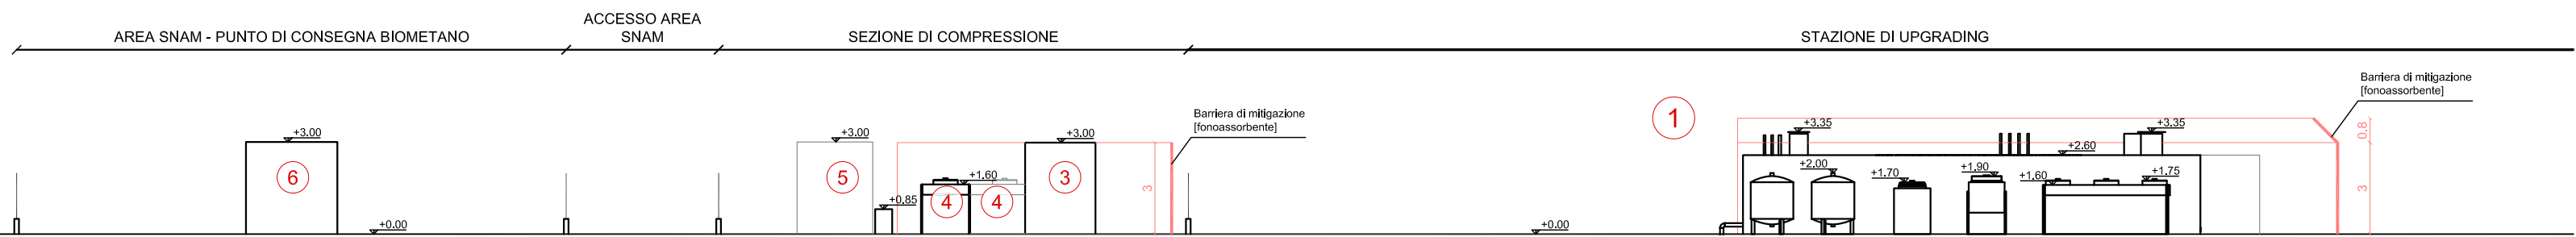 AREA SNAM - PUNTO DI CONSEGNA BIOMETANO
ACCESSO AREA
SNAM
SEZIONE DI COMPRESSIONE
STAZIONE DI UPGRADING
+3.00
6
+0.00
+3.00
5
+0.85
+1.60
4
4
+3.00
3
3
Barriera di mitigazione
[fonoassorbente]
+0.00
1
+3.35
+2.00
+1.70
+1.90
+3.35
+2.60
+1.60
+1.75
Barriera di mitigazione
[fonoassorbente]
0.8
3